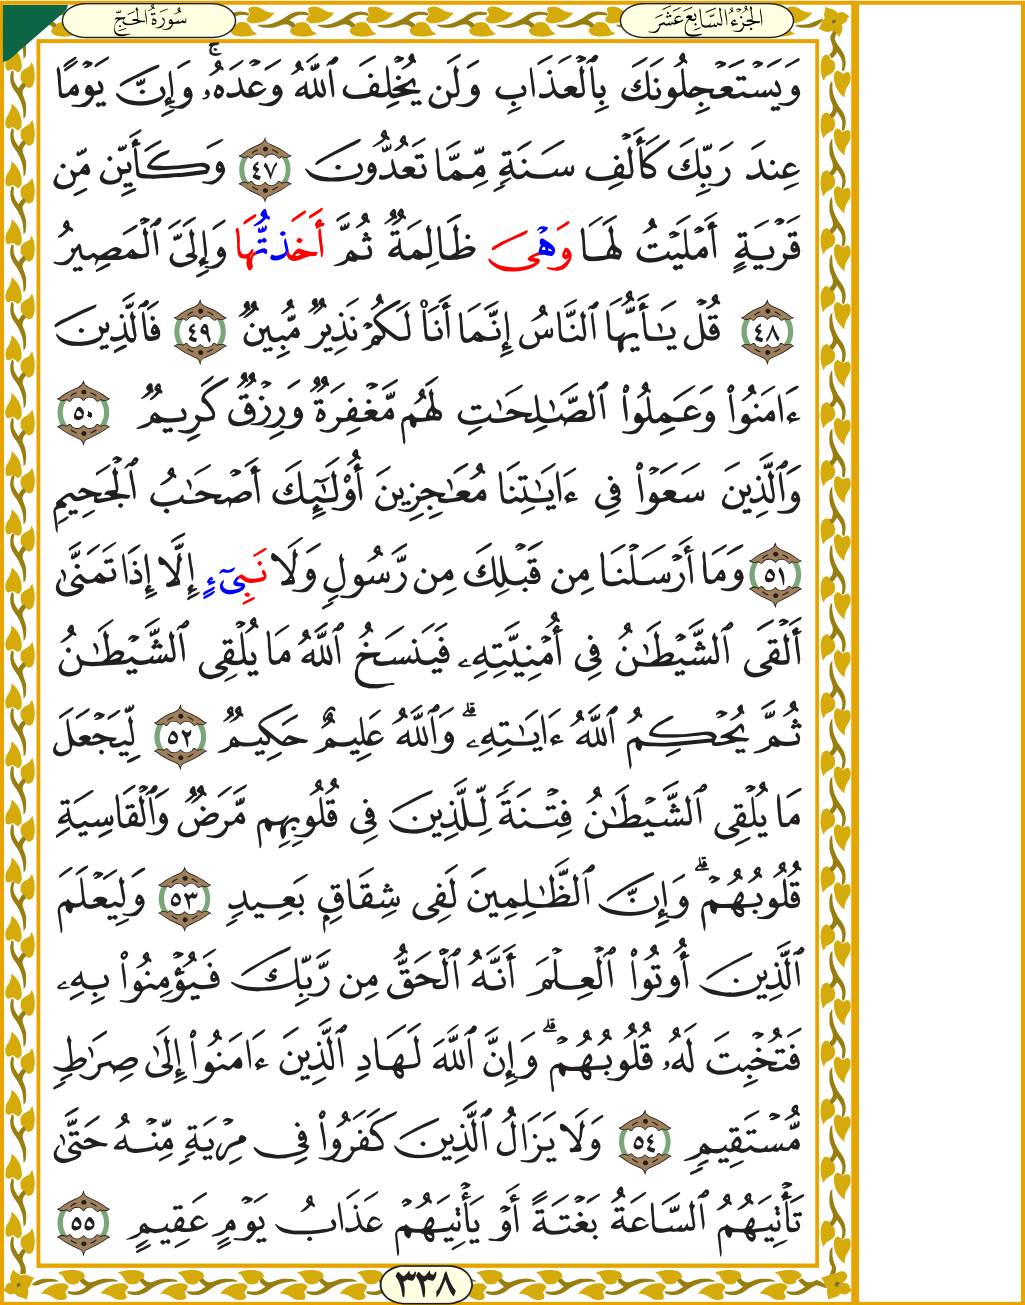 سُورَةُ الحَجِّ
الجُزْءُ السَّابِعَ عَشَرَ
وَيَسۡتَعۡجِلُونَكَ بِٱلۡعَذَابِ وَلَن يُخۡلِفَ ٱللَّهُ وَعۡدَهُۥۚ وَإِنَّ يَوۡمًا
عِندَ رَبِّكَ كَأَلۡفِ سَنَةٖ مِّمَّا تَعُدُّونَ ٤٧ وَكَأَيِّن مِّن
قَرۡيَةٍ أَمۡلَيۡتُ لَهَا وَهۡيَ ظَالِمَةٞ ثُمَّ أَخَذتُّهَا وَإِلَيَّ ٱلۡمَصِيرُ
٤٨ قُلۡ يَـٰٓأَيُّهَا ٱلنَّاسُ إِنَّمَآ أَنَا۠ لَكُمۡ نَذِيرٞ مُّبِينٞ ٤٩ فَٱلَّذِينَ
ءَامَنُواْ وَعَمِلُواْ ٱلصَّـٰلِحَـٰتِ لَهُم مَّغۡفِرَةٞ وَرِزۡقٞ كَرِيمٞ ٥٠
وَٱلَّذِينَ سَعَوۡاْ فِيٓ ءَايَـٰتِنَا مُعَـٰجِزِينَ أُوْلَـٰٓئِكَ أَصۡحَـٰبُ ٱلۡجَحِيمِ
٥١ وَمَآ أَرۡسَلۡنَا مِن قَبۡلِكَ مِن رَّسُولٖ وَلَا نَبِيٓءٍ إِلَّآ إِذَا تَمَنَّىٰٓ
أَلۡقَى ٱلشَّيۡطَـٰنُ فِيٓ أُمۡنِيَّتِهِۦ فَيَنسَخُ ٱللَّهُ مَا يُلۡقِي ٱلشَّيۡطَـٰنُ
ثُمَّ يُحۡكِمُ ٱللَّهُ ءَايَـٰتِهِۦۗ وَٱللَّهُ عَلِيمٌ حَكِيمٞ ٥٢ لِّيَجۡعَلَ
مَا يُلۡقِي ٱلشَّيۡطَـٰنُ فِتۡنَةٗ لِّلَّذِينَ فِي قُلُوبِهِم مَّرَضٞ وَٱلۡقَاسِيَةِ
قُلُوبُهُمۡۗ وَإِنَّ ٱلظَّـٰلِمِينَ لَفِي شِقَاقِۭ بَعِيدٖ ٥٣ وَلِيَعۡلَمَ
ٱلَّذِينَ أُوتُواْ ٱلۡعِلۡمَ أَنَّهُ ٱلۡحَقُّ مِن رَّبِّكَ فَيُؤۡمِنُواْ بِهِۦ
فَتُخۡبِتَ لَهُۥ قُلُوبُهُمۡۗ وَإِنَّ ٱللَّهَ لَهَادِ ٱلَّذِينَ ءَامَنُوٓاْ إِلَىٰ صِرَٰطٖ
مُّسۡتَقِيمٖ ٥٤ وَلَا يَزَالُ ٱلَّذِينَ كَفَرُواْ فِي مِرۡيَةٖ مِّنۡهُ حَتَّىٰ
تَأۡتِيَهُمُ ٱلسَّاعَةُ بَغۡتَةً أَوۡ يَأۡتِيَهُمۡ عَذَابُ يَوۡمٍ عَقِيمٍ ٥٥
٣٣٨